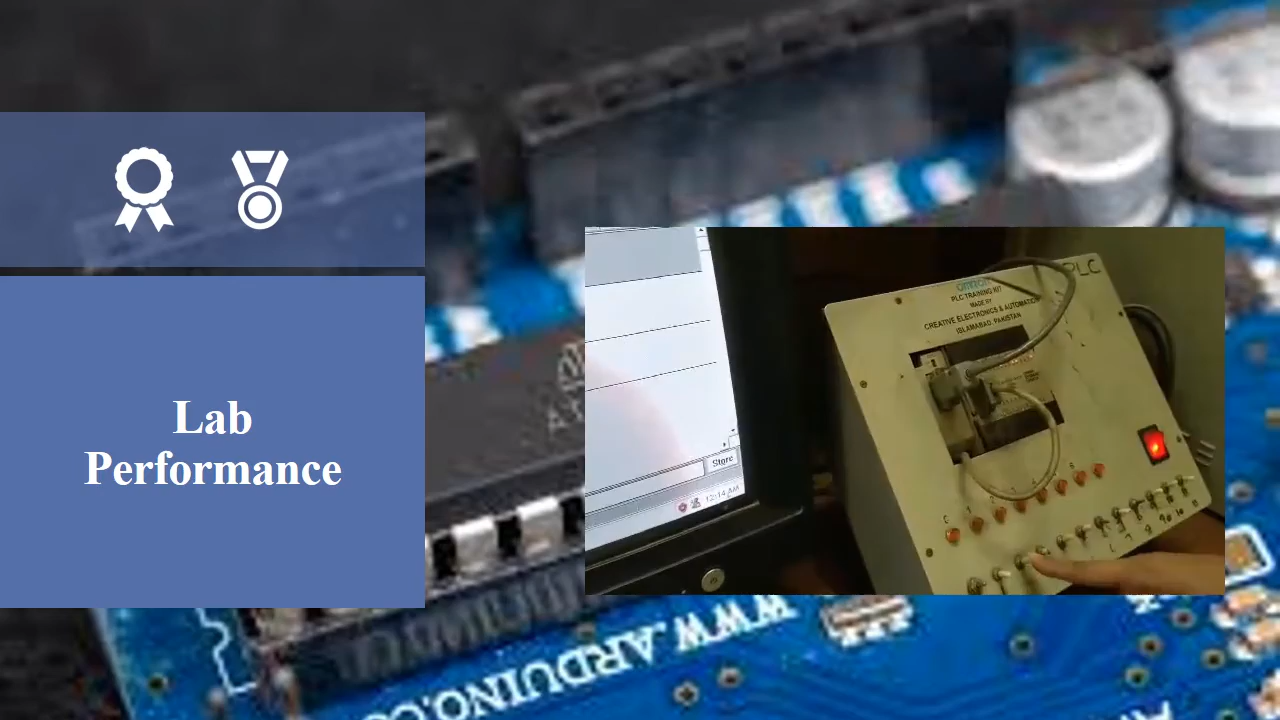 Lab
Performance
PLC
OMRON
PLC TRAINING KIT
MADE BY
CREATIVE ELECTRONICS & AUTOMATION
ISLAMABAD, PAKISTAN
Store
12:14 AM
WWW.ARDUINO.CC